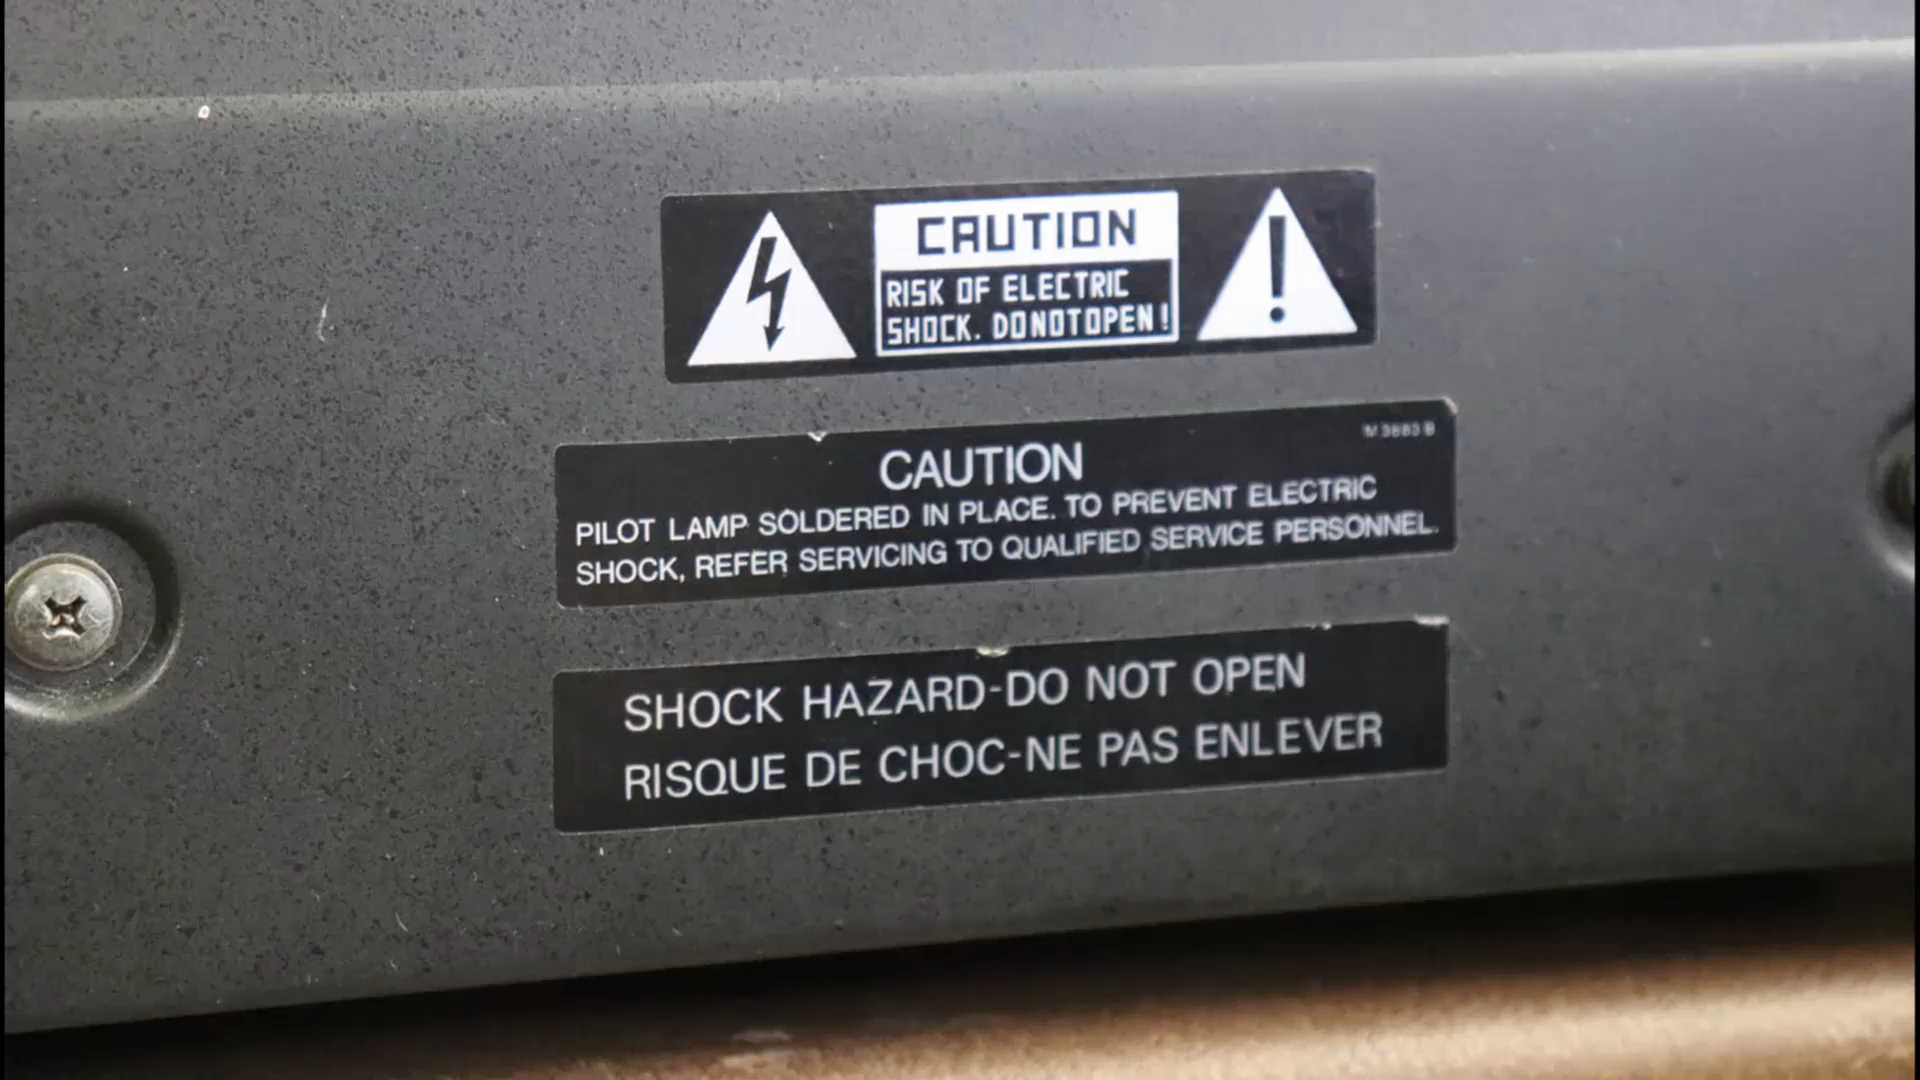 CAUTION
RISK OF ELECTRIC
SHOCK. DO NOT OPEN!
M 3883 B
CAUTION
PILOT LAMP SOLDERED IN PLACE. TO PREVENT ELECTRIC
SHOCK, REFER SERVICING TO QUALIFIED SERVICE PERSONNEL.
SHOCK HAZARD-DO NOT OPEN
RISQUE DE CHOC-NE PAS ENLEVER